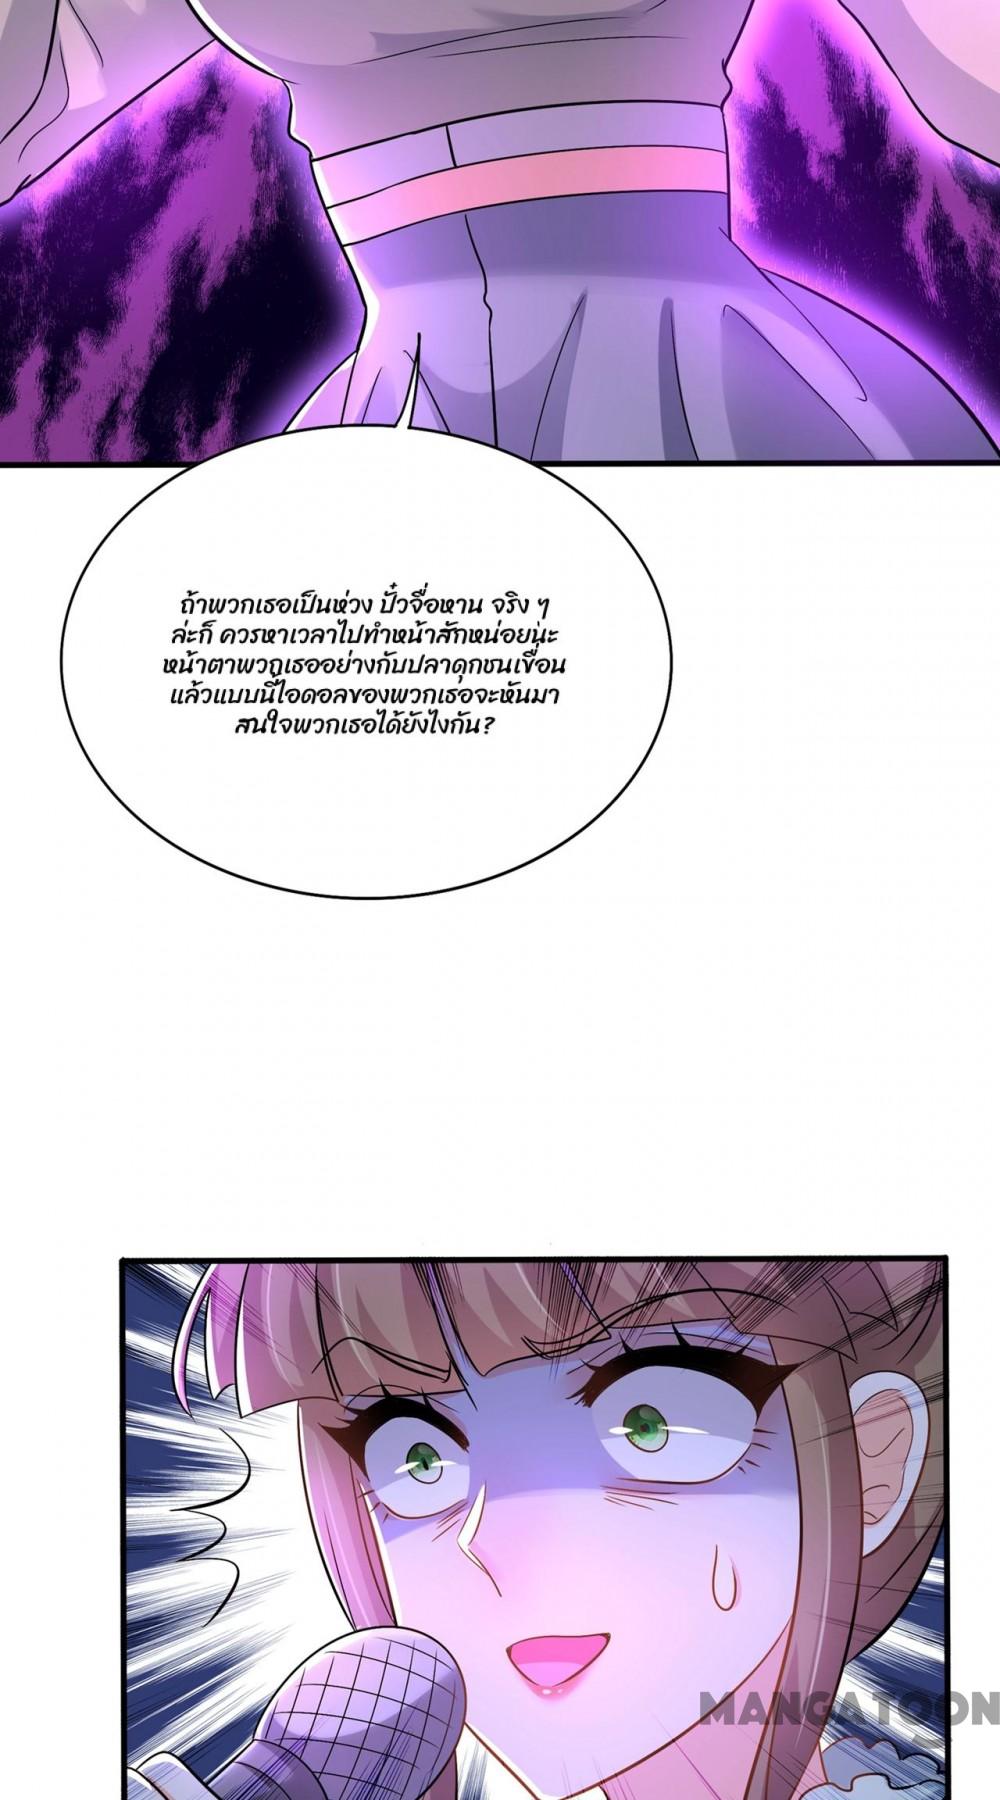 ถ้าพวกเธอเป็นห่วง ปั๋วจื่อหาน จริง ๆ
ล่ะก็ ควรหาเวลาไปทำหน้าสักหน่อยนะ
หน้าตาพวกเธออย่างกับปลาดุกชนเขื่อน
แล้วแบบนี้ไอดอลของพวกเธอจะหันมา
สนใจพวกเธอได้ยังไงกัน?
MANGATOON